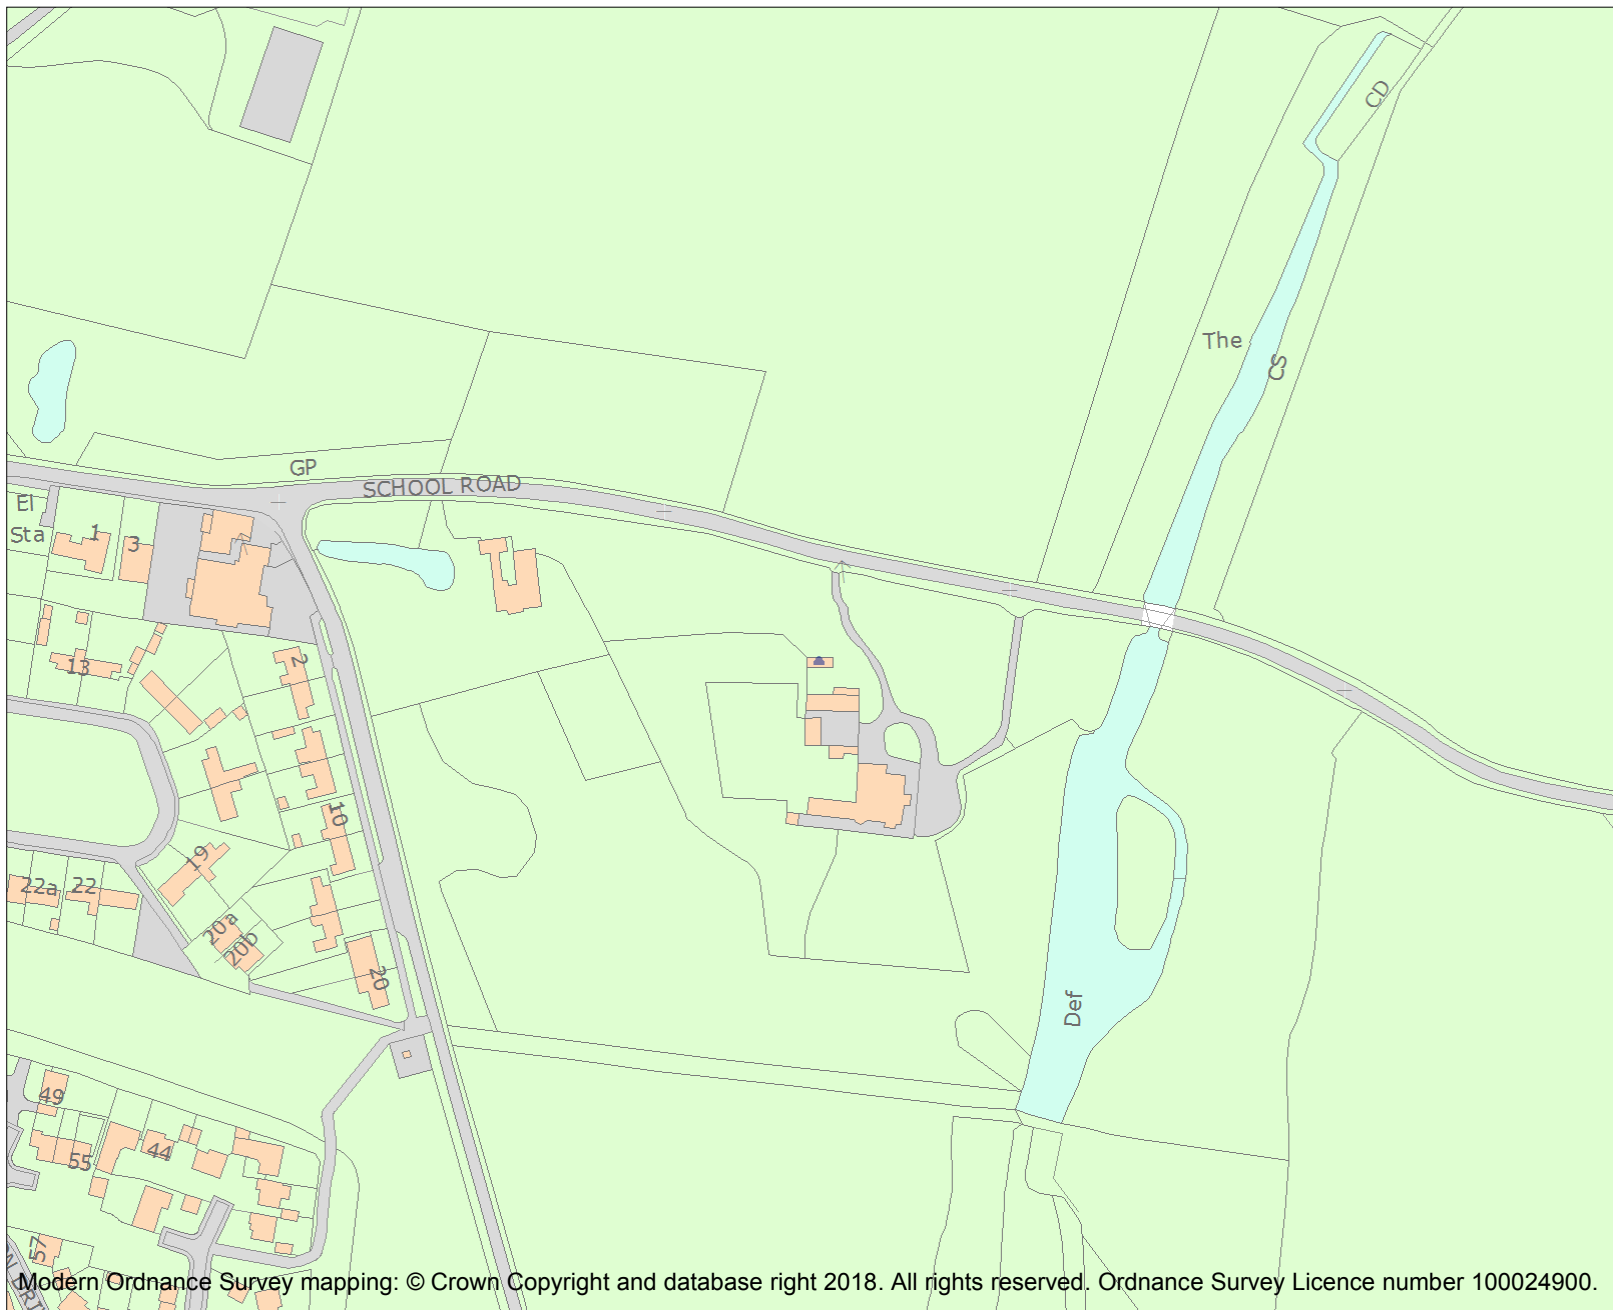 CD
The
CS
GP
SCHOOL ROAD
El
Sta
1
3
2
13
10
19
22a
22
20a
20b
20
Def
49
55
44
57
Modern Ordnance Survey mapping: © Crown Copyright and database right 2018. All rights reserved. Ordnance Survey Licence number 100024900.